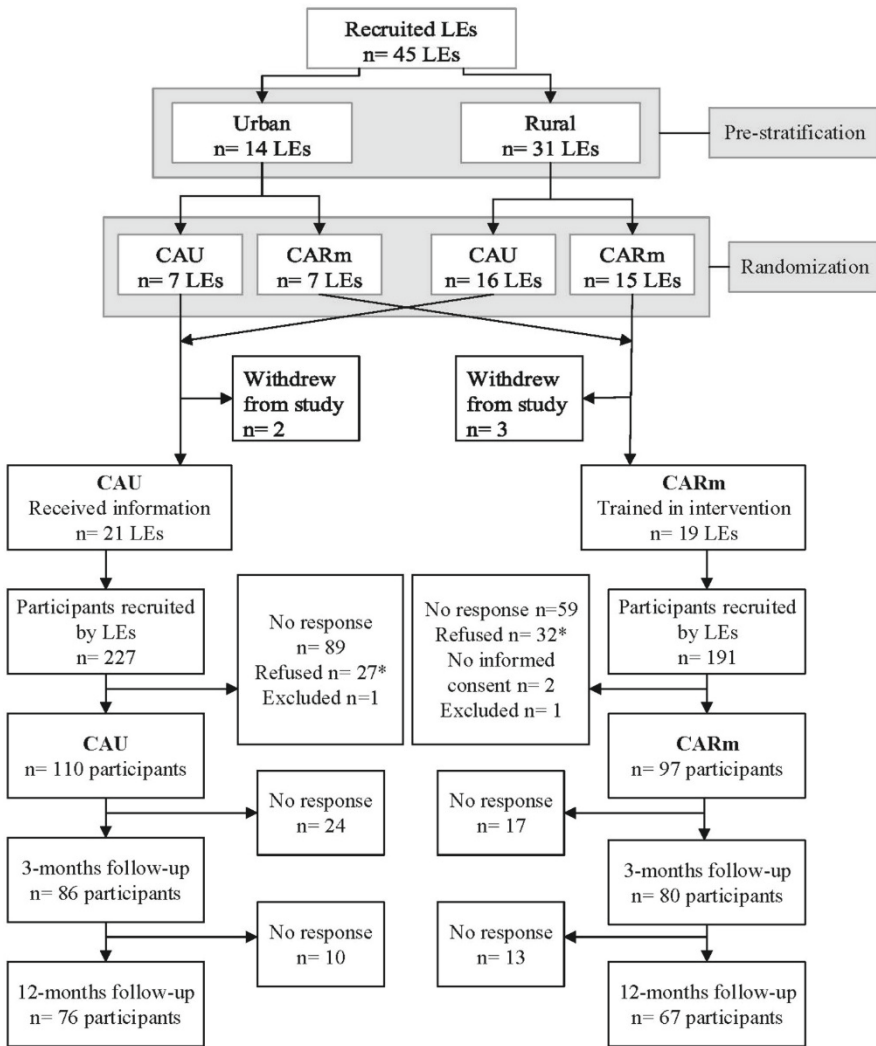 Recruited LEs
n= 45 LEs
Urban
n= 14 LEs
Rural
n= 31 LEs
Pre-stratification
CAU
n= 7 LEs
CARm
n= 7 LEs
CAU
n= 16 LEs
CARm
n= 15 LEs
Randomization
Withdrew
from study
n= 2
Withdrew
from study
n= 3
CAU
Received information
n= 21 LEs
CARm
Trained in intervention
n= 19 LEs
Participants recruited
by LEs
n= 227
No response
n= 89
Refused n= 27*
Excluded n=1
No response n=59
Refused n= 32*
No informed
consent n= 2
Excluded n= 1
Participants recruited
by LEs
n= 191
CAU
n= 110 participants
CARm
n= 97 participants
No response
n= 24
No response
n= 17
3-months follow-up
n= 86 participants
3-months follow-up
n= 80 participants
No response
n= 10
No response
n= 13
12-months follow-up
n= 76 participants
12-months follow-up
n= 67 participants